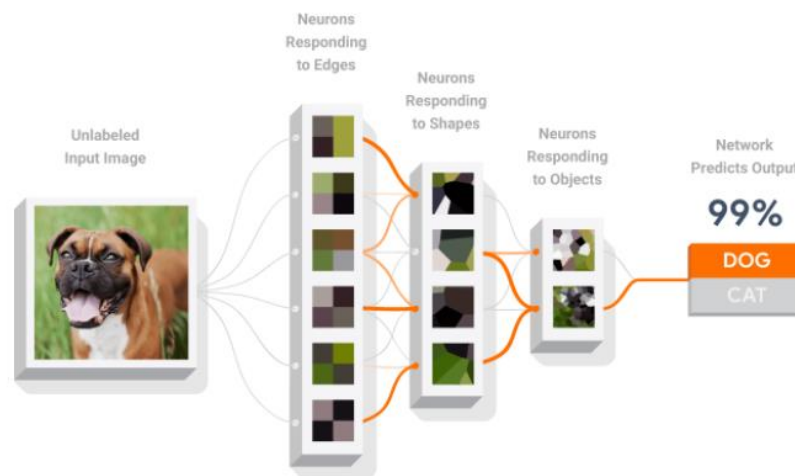 Unlabeled
Input Image
Neurons
Responding
to Edges
Neurons
Responding
to Shapes
Neurons
Responding
to Objects
Network
Predicts Output
99%
DOG
CAT